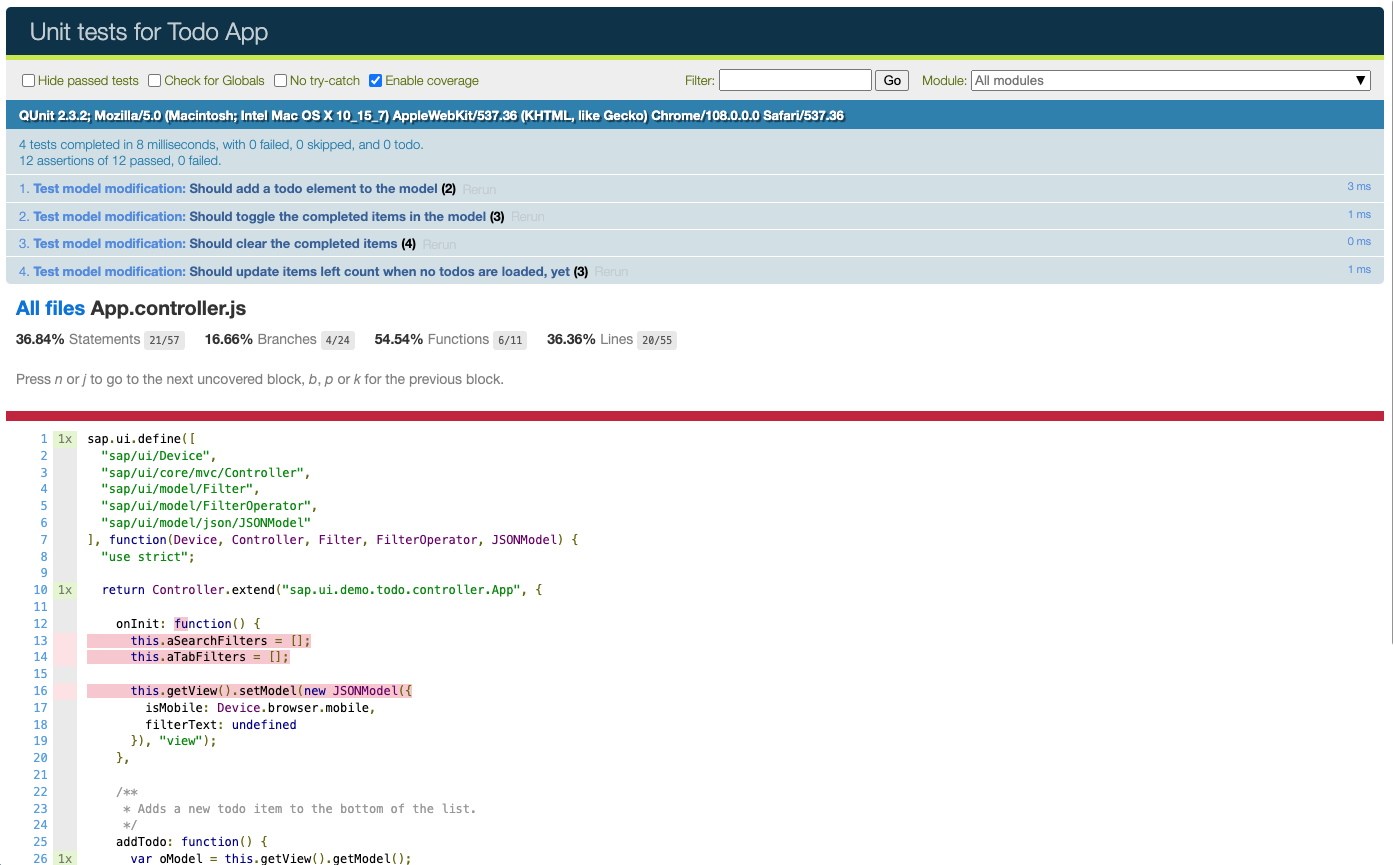 Unit tests for Todo App
Hide passed tests Check for Globals No try-catch Enable coverage Filter: Go Module: All modules ▼
QUnit 2.3.2; Mozilla/5.0 (Macintosh; Intel Mac OS X 10_15_7) AppleWebKit/537.36 (KHTML, like Gecko) Chrome/108.0.0.0 Safari/537.36
4 tests completed in 8 milliseconds, with 0 failed, 0 skipped, and 0 todo.
12 assertions of 12 passed, 0 failed.
1. Test model modification: Should add a todo element to the model (2) Rerun 3 ms
2. Test model modification: Should toggle the completed items in the model (3) Rerun 1 ms
3. Test model modification: Should clear the completed items (4) Rerun 0 ms
4. Test model modification: Should update items left count when no todos are loaded, yet (3) Rerun 1 ms
All files App.controller.js
36.84% Statements 21/57 16.66% Branches 4/24 54.54% Functions 6/11 36.36% Lines 20/55
Press n or j to go to the next uncovered block, b, p or k for the previous block.
1 1x sap.ui.define([
2 "sap/ui/Device",
3 "sap/ui/core/mvc/Controller",
4 "sap/ui/model/Filter",
5 "sap/ui/model/FilterOperator",
6 "sap/ui/model/json/JSONModel"
7 ], function(Device, Controller, Filter, FilterOperator, JSONModel) {
8 "use strict";
9
10 1x return Controller.extend("sap.ui.demo.todo.controller.App", {
11
12 onInit: function() {
13 this.aSearchFilters = [];
14 this.aTabFilters = [];
15
16 this.getView().setModel(new JSONModel({
17 isMobile: Device.browser.mobile,
18 filterText: undefined
19 }), "view");
20 },
21
22 /**
23 * Adds a new todo item to the bottom of the list.
24 */
25 addTodo: function() {
26 1x var oModel = this.getView().getModel();